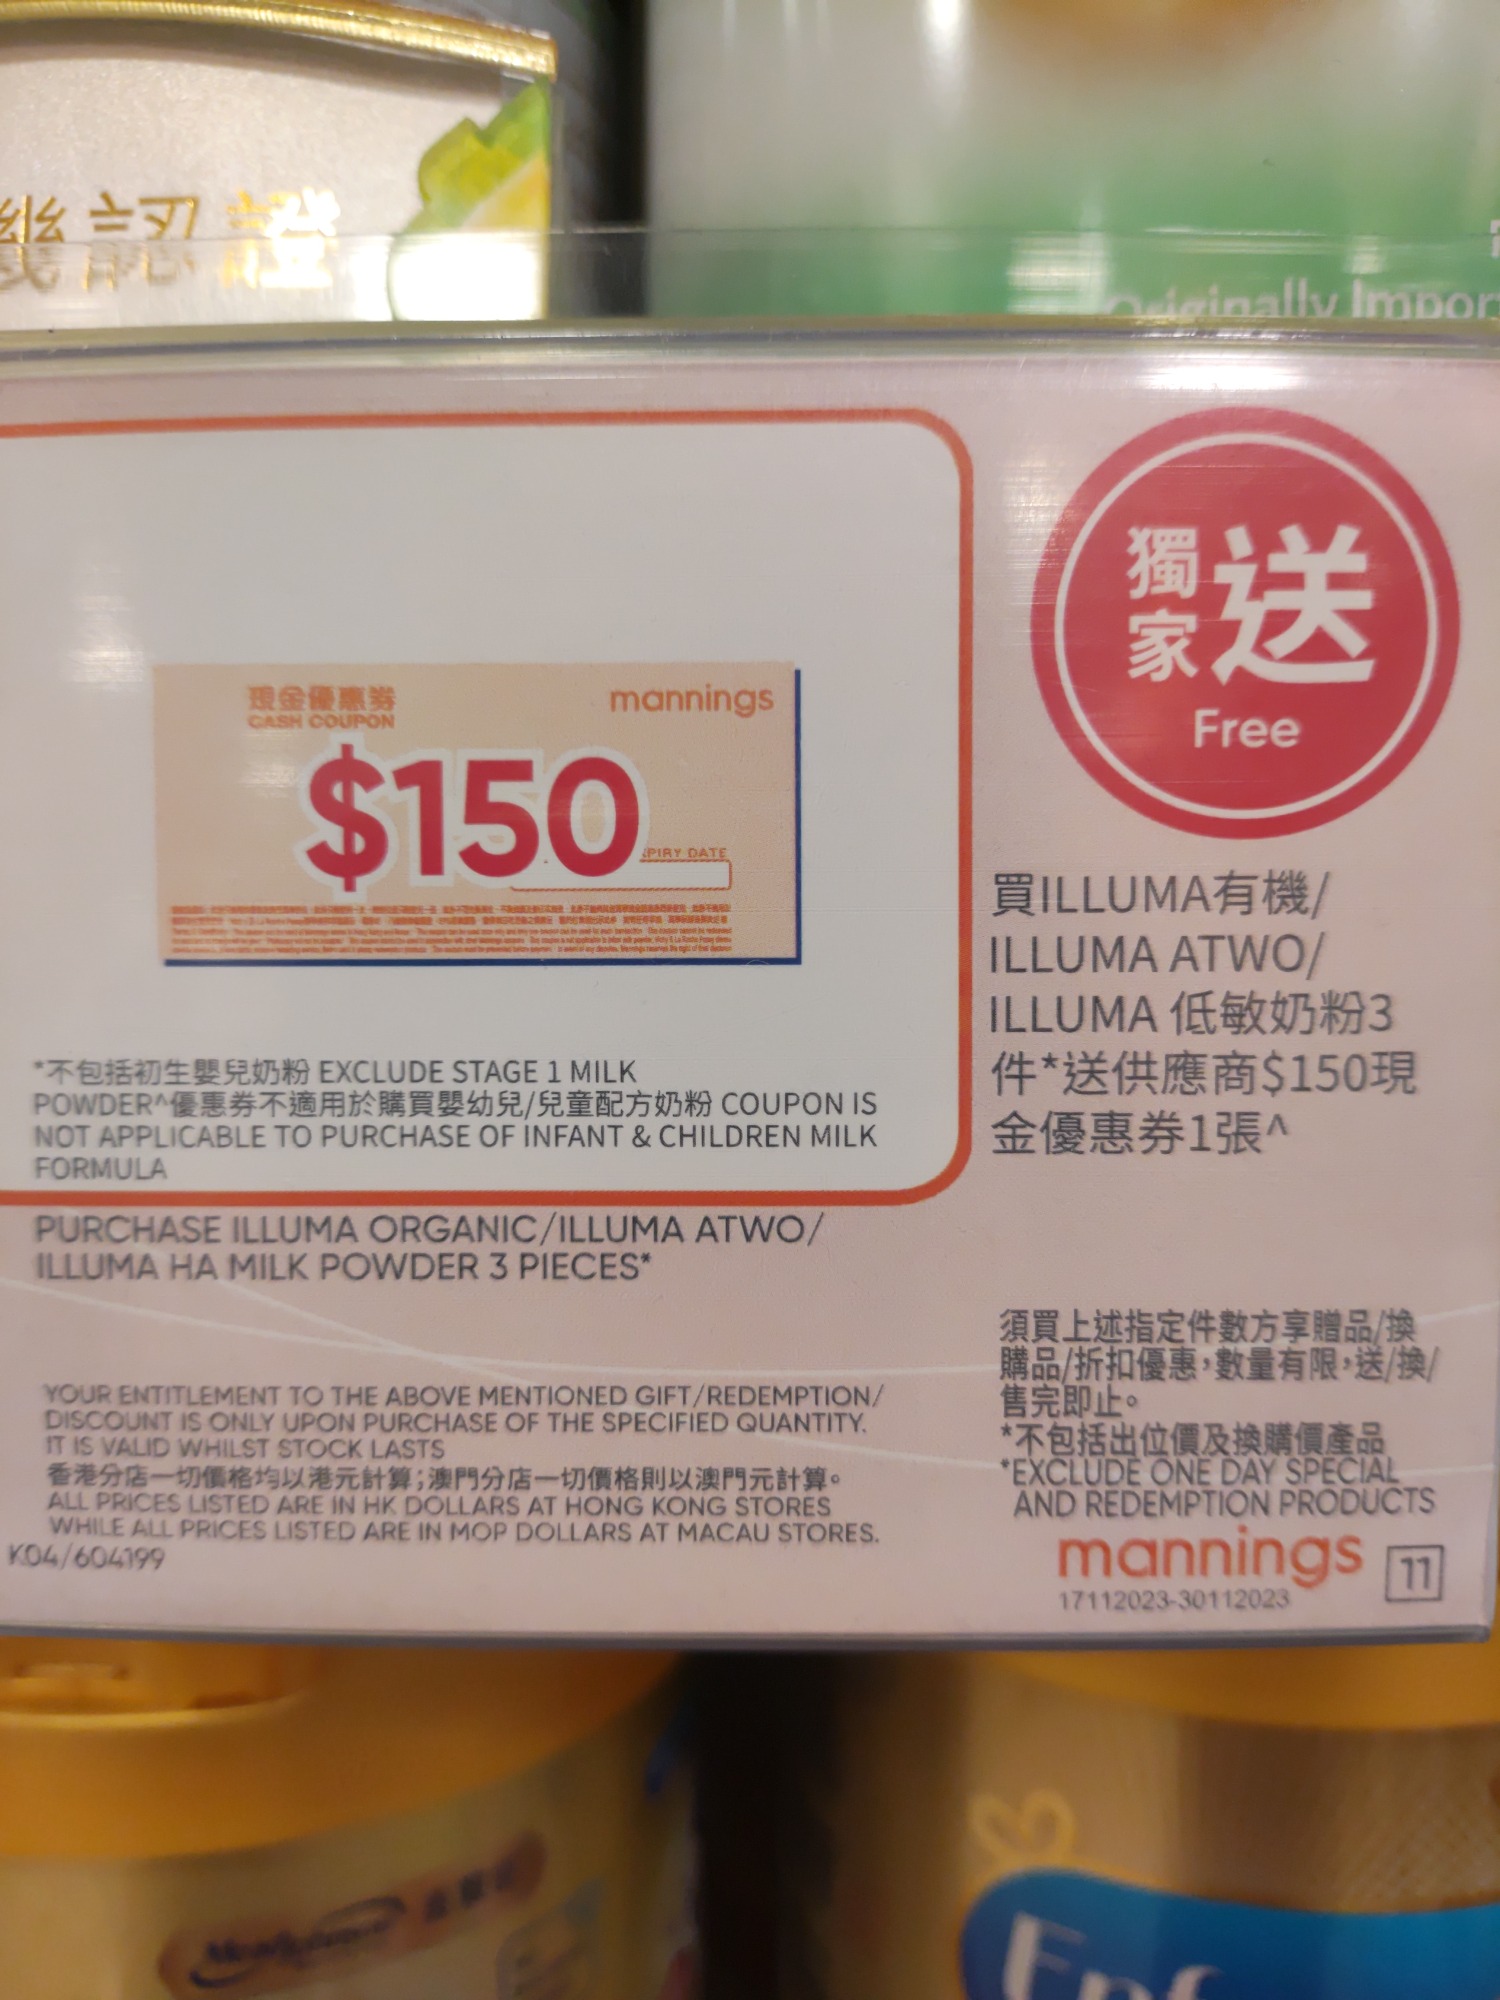 機認證
Originally Impor
獨家送
Free
現金優惠券
CASH COUPON
mannings
$150
PIRY DATE
買ILLUMA有機/
ILLUMA ATWO/
ILLUMA 低敏奶粉3
件*送供應商$150現
金優惠券1張^
*不包括初生嬰兒奶粉 EXCLUDE STAGE 1 MILK
POWDER^優惠券不適用於購買嬰幼兒/兒童配方奶粉 COUPON IS
NOT APPLICABLE TO PURCHASE OF INFANT & CHILDREN MILK
FORMULA
PURCHASE ILLUMA ORGANIC/ILLUMA ATWO/
ILLUMA HA MILK POWDER 3 PIECES*
YOUR ENTITLEMENT TO THE ABOVE MENTIONED GIFT/REDEMPTION/
DISCOUNT IS ONLY UPON PURCHASE OF THE SPECIFIED QUANTITY.
IT IS VALID WHILST STOCK LASTS
香港分店一切價格均以港元計算;澳門分店一切價格則以澳門元計算。
ALL PRICES LISTED ARE IN HK DOLLARS AT HONG KONG STORES
WHILE ALL PRICES LISTED ARE IN MOP DOLLARS AT MACAU STORES.
K04/604199
須買上述指定件數方享贈品/換
購品/折扣優惠,數量有限,送/換/
售完即止。
*不包括出位價及換購價產品
*EXCLUDE ONE DAY SPECIAL
AND REDEMPTION PRODUCTS
mannings
11
17112023-30112023
Enf